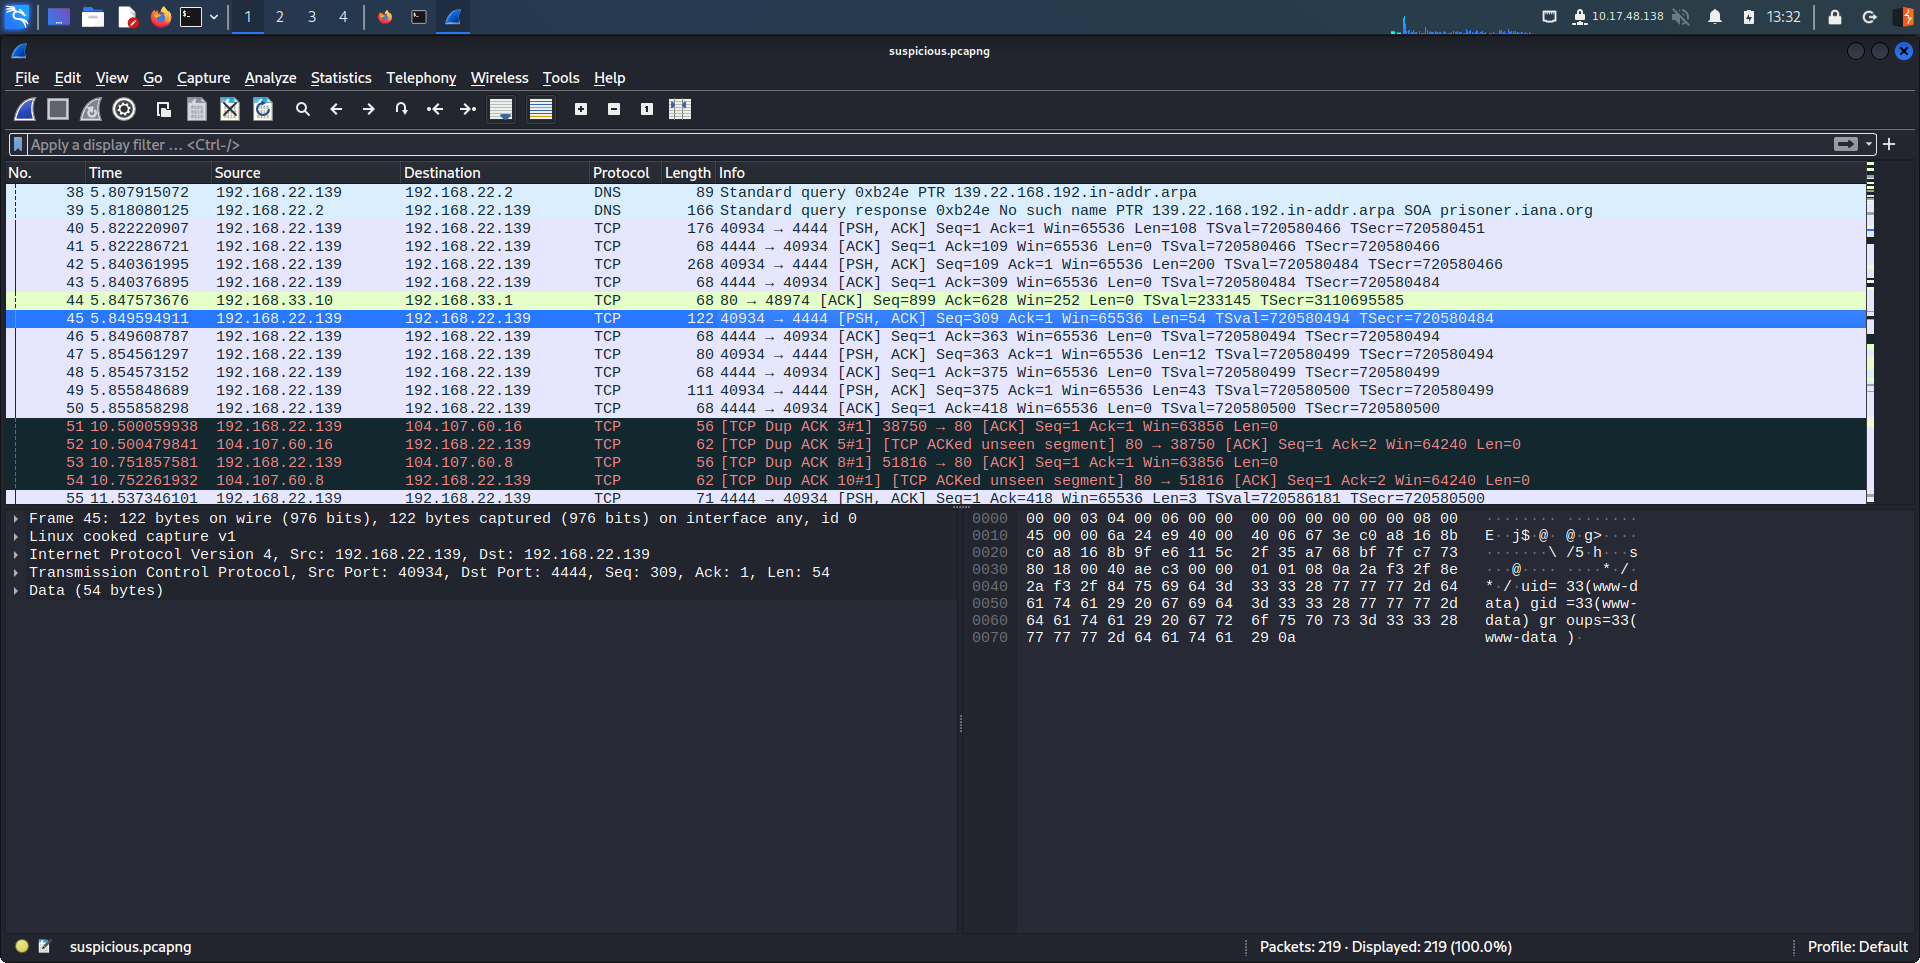 1 2 3 4 10.17.48.138 13:32
suspicious.pcapng
File Edit View Go Capture Analyze Statistics Telephony Wireless Tools Help
Apply a display filter … <Ctrl-/>
No. Time Source Destination Protocol Length Info
38 5.807915072 192.168.22.139 192.168.22.2 DNS 89 Standard query 0xb24e PTR 139.22.168.192.in-addr.arpa
39 5.818080125 192.168.22.2 192.168.22.139 DNS 166 Standard query response 0xb24e No such name PTR 139.22.168.192.in-addr.arpa SOA prisoner.iana.org
40 5.822220907 192.168.22.139 192.168.22.139 TCP 176 40934 → 4444 [PSH, ACK] Seq=1 Ack=1 Win=65536 Len=108 TSval=720580466 TSecr=720580451
41 5.822286721 192.168.22.139 192.168.22.139 TCP 68 4444 → 40934 [ACK] Seq=1 Ack=109 Win=65536 Len=0 TSval=720580466 TSecr=720580466
42 5.840361995 192.168.22.139 192.168.22.139 TCP 268 40934 → 4444 [PSH, ACK] Seq=109 Ack=1 Win=65536 Len=200 TSval=720580484 TSecr=720580466
43 5.840376895 192.168.22.139 192.168.22.139 TCP 68 4444 → 40934 [ACK] Seq=1 Ack=309 Win=65536 Len=0 TSval=720580484 TSecr=720580484
44 5.847573676 192.168.33.10 192.168.33.1 TCP 68 80 → 48974 [ACK] Seq=899 Ack=628 Win=252 Len=0 TSval=233145 TSecr=3110695585
45 5.849594911 192.168.22.139 192.168.22.139 TCP 122 40934 → 4444 [PSH, ACK] Seq=309 Ack=1 Win=65536 Len=54 TSval=720580494 TSecr=720580484
46 5.849608787 192.168.22.139 192.168.22.139 TCP 68 4444 → 40934 [ACK] Seq=1 Ack=363 Win=65536 Len=0 TSval=720580494 TSecr=720580494
47 5.854561297 192.168.22.139 192.168.22.139 TCP 80 40934 → 4444 [PSH, ACK] Seq=363 Ack=1 Win=65536 Len=12 TSval=720580499 TSecr=720580494
48 5.854573152 192.168.22.139 192.168.22.139 TCP 68 4444 → 40934 [ACK] Seq=1 Ack=375 Win=65536 Len=0 TSval=720580499 TSecr=720580499
49 5.855848689 192.168.22.139 192.168.22.139 TCP 111 40934 → 4444 [PSH, ACK] Seq=375 Ack=1 Win=65536 Len=43 TSval=720580500 TSecr=720580499
50 5.855858298 192.168.22.139 192.168.22.139 TCP 68 4444 → 40934 [ACK] Seq=1 Ack=418 Win=65536 Len=0 TSval=720580500 TSecr=720580500
51 10.500059938 192.168.22.139 104.107.60.16 TCP 56 [TCP Dup ACK 3#1] 38750 → 80 [ACK] Seq=1 Ack=1 Win=63856 Len=0
52 10.500479841 104.107.60.16 192.168.22.139 TCP 62 [TCP Dup ACK 5#1] [TCP ACKed unseen segment] 80 → 38750 [ACK] Seq=1 Ack=2 Win=64240 Len=0
53 10.751857581 192.168.22.139 104.107.60.8 TCP 56 [TCP Dup ACK 8#1] 51816 → 80 [ACK] Seq=1 Ack=1 Win=63856 Len=0
54 10.752261932 104.107.60.8 192.168.22.139 TCP 62 [TCP Dup ACK 10#1] [TCP ACKed unseen segment] 80 → 51816 [ACK] Seq=1 Ack=2 Win=64240 Len=0
55 11.537346101 192.168.22.139 192.168.22.139 TCP 71 4444 → 40934 [PSH, ACK] Seq=1 Ack=418 Win=65536 Len=3 TSval=720586181 TSecr=720580500
Frame 45: 122 bytes on wire (976 bits), 122 bytes captured (976 bits) on interface any, id 0
Linux cooked capture v1
Internet Protocol Version 4, Src: 192.168.22.139, Dst: 192.168.22.139
Transmission Control Protocol, Src Port: 40934, Dst Port: 4444, Seq: 309, Ack: 1, Len: 54
Data (54 bytes)
0000 00 00 03 04 00 06 00 00 00 00 00 00 00 00 08 00 ········ ········
0010 45 00 00 6a 24 e9 40 00 40 06 67 3e c0 a8 16 8b E··j$·@· @·g>····
0020 c0 a8 16 8b 9f e6 11 5c 2f 35 a7 68 bf 7f c7 73 ·······\ /5·h···s
0030 80 18 00 40 ae c3 00 00 01 01 08 0a 2a f3 2f 8e ···@···· ····*·/·
0040 2a f3 2f 84 75 69 64 3d 33 33 28 77 77 77 2d 64 *·/·uid= 33(www-d
0050 61 74 61 29 20 67 69 64 3d 33 33 28 77 77 77 2d ata) gid =33(www-
0060 64 61 74 61 29 20 67 72 6f 75 70 73 3d 33 33 28 data) gr oups=33(
0070 77 77 77 2d 64 61 74 61 29 0a www-data )·
suspicious.pcapng Packets: 219 · Displayed: 219 (100.0%) Profile: Default